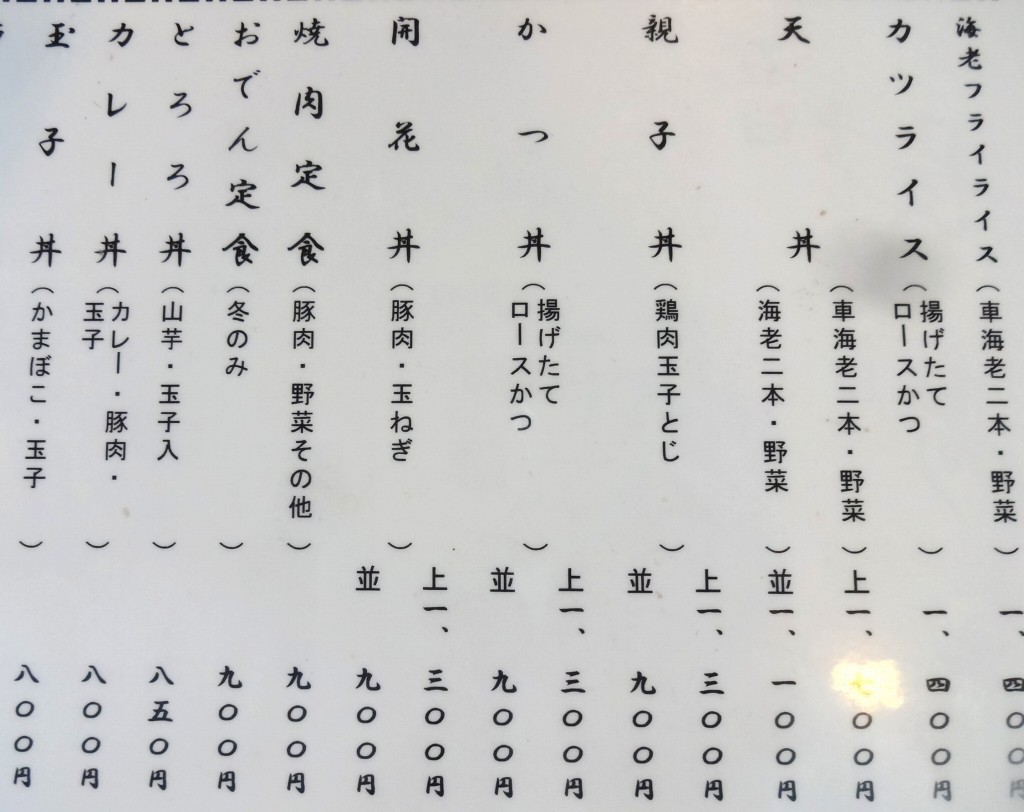 海老フライライス（車海老二本・野菜）一、四〇〇円
カツライス（揚げたて
ロースかつ）一、四〇〇円
天丼（車海老二本・野菜）上一、七〇〇円
（海老二本・野菜）並一、一〇〇円
親子丼（鶏肉玉子とじ）上一、三〇〇円
並九〇〇円
かつ丼（揚げたて
ロースかつ）上一、三〇〇円
並九〇〇円
開花丼（豚肉・玉ねぎ）上一、三〇〇円
並九〇〇円
焼肉定食（豚肉・野菜その他）九〇〇円
おでん定食（冬のみ）九〇〇円
とろろ丼（山芋・玉子入）八五〇円
カレー丼（カレー・豚肉・
玉子）八〇〇円
玉子丼（かまぼこ・玉子）八〇〇円